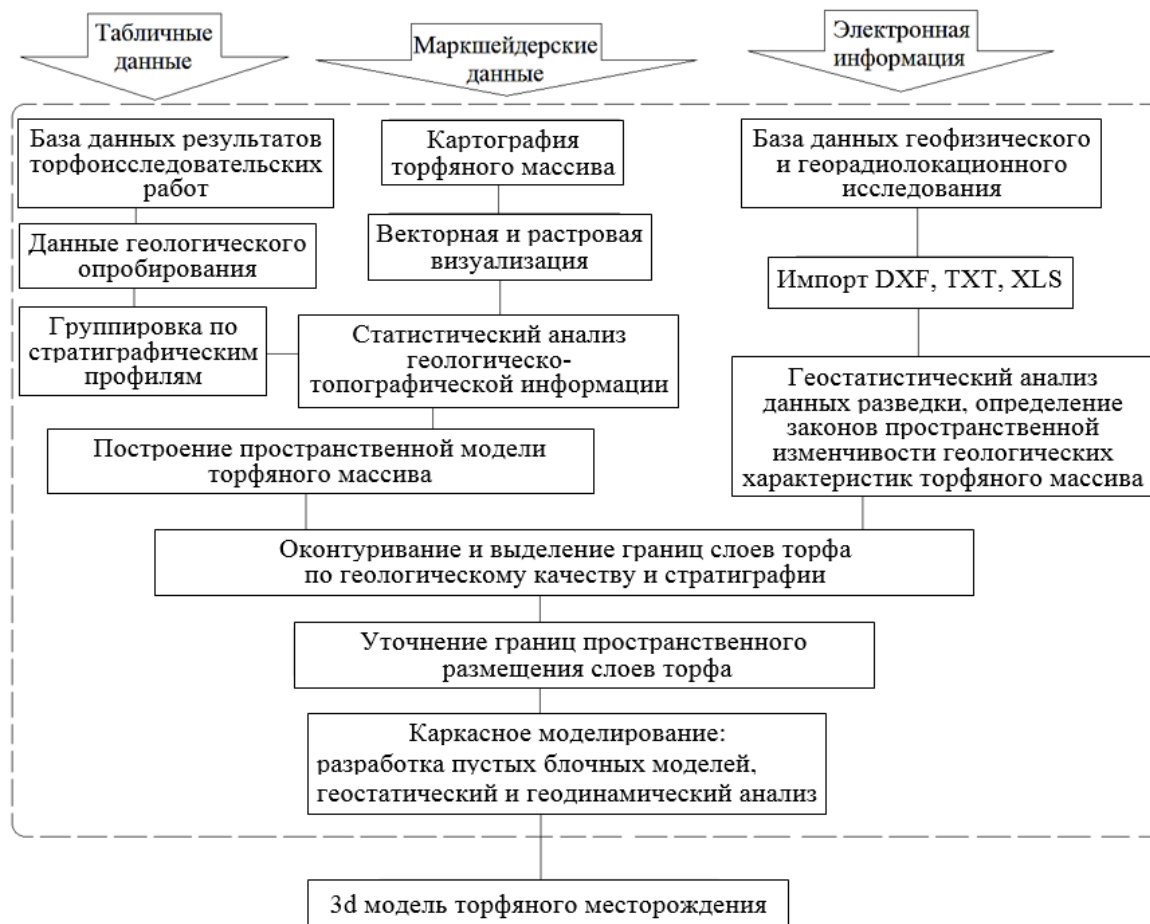 Табличные
данные
Маркшейдерские
данные
Электронная
информация
База данных результатов
торфоисследовательских
работ
Картография
торфяного массива
База данных геофизического
и георадиолокационного
исследования
Данные геологического
опробирования
Векторная и растровая
визуализация
Импорт DXF, TXT, XLS
Группировка по
стратиграфическим
профилям
Статистический анализ
геологическо-
топографической информации
Геостатистический анализ
данных разведки, определение
законов пространственной
изменчивости геологических
характеристик торфяного массива
Построение пространственной модели
торфяного массива
Оконтуривание и выделение границ слоев торфа
по геологическому качеству и стратиграфии
Уточнение границ пространственного
размещения слоев торфа
Каркасное моделирование:
разработка пустых блочных моделей,
геостатический и геодинамический анализ
3d модель торфяного месторождения